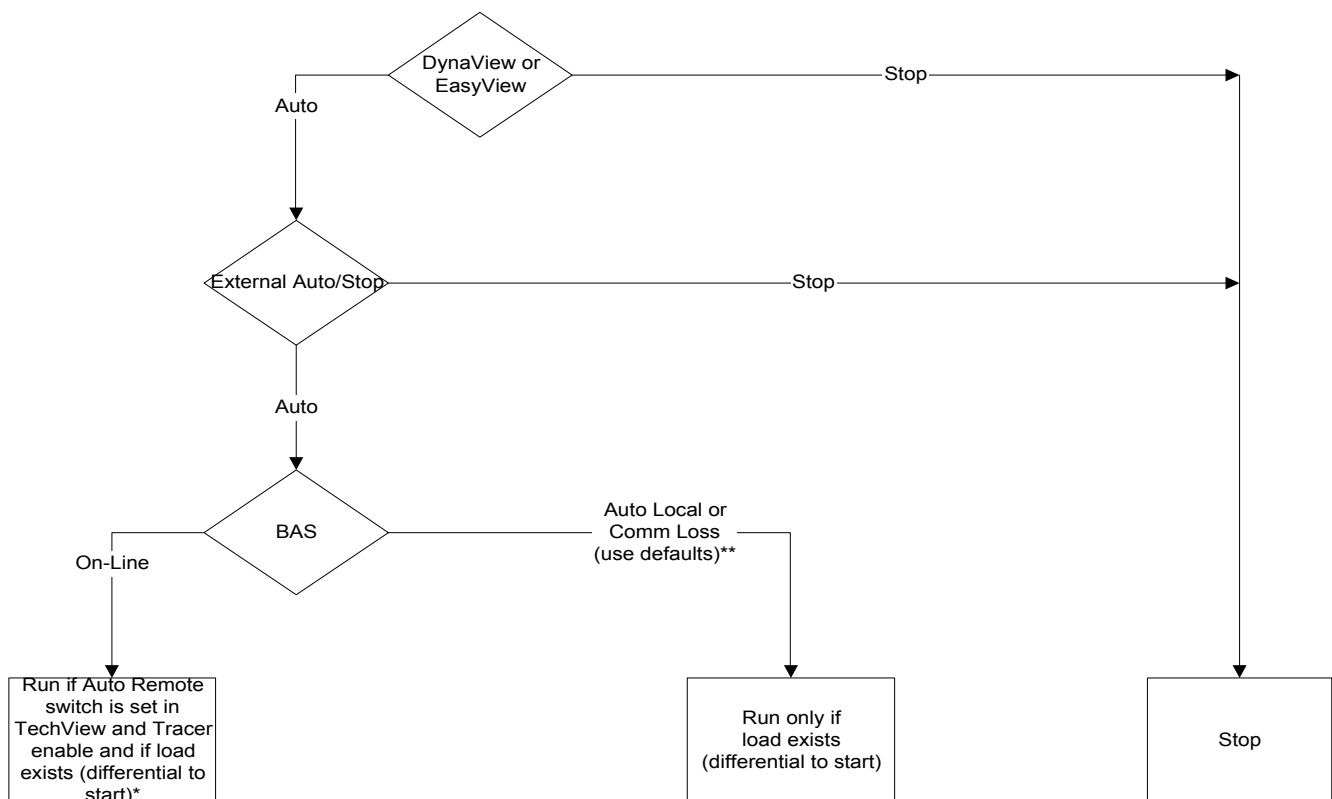 DynaView or
EasyView
Stop
Auto
External Auto/Stop
Stop
Auto
BAS
Auto Local or
Comm Loss
(use defaults)**
On-Line
Run if Auto Remote
switch is set in
TechView and Tracer
enable and if load
exists (differential to
start)*
Run only if
load exists
(differential to start)
Stop